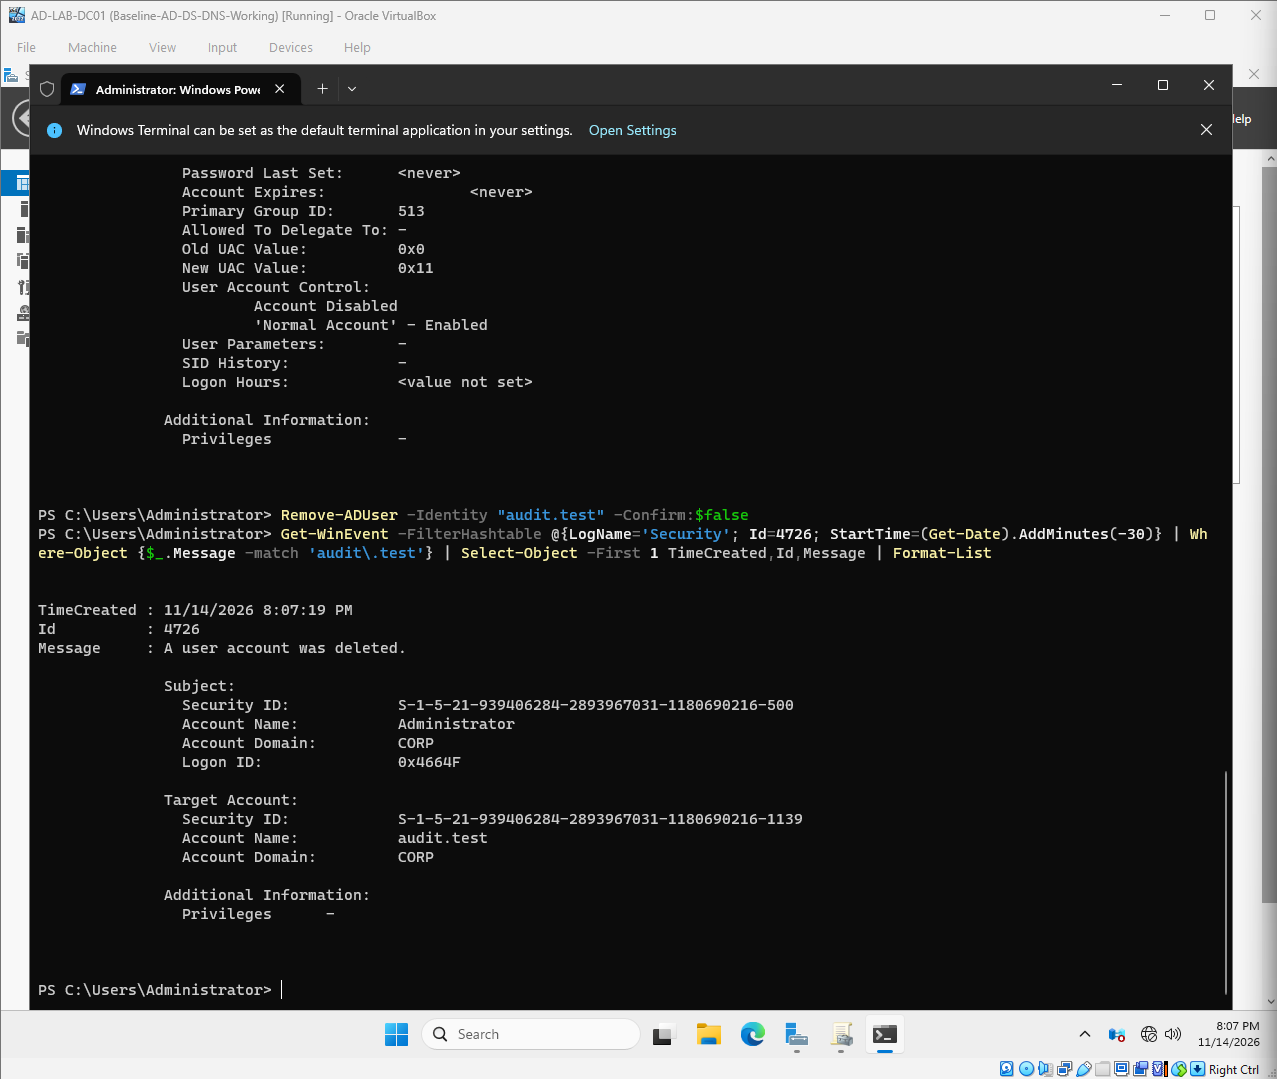 AD-LAB-DC01 (Baseline-AD-DS-DNS-Working) [Running] - Oracle VirtualBox
File Machine View Input Devices Help
Administrator: Windows Powe
Windows Terminal can be set as the default terminal application in your settings. Open Settings
elp
Password Last Set: <never>
Account Expires: <never>
Primary Group ID: 513
Allowed To Delegate To: -
Old UAC Value: 0x0
New UAC Value: 0x11
User Account Control:
Account Disabled
'Normal Account' - Enabled
User Parameters: -
SID History: -
Logon Hours: <value not set>
Additional Information:
Privileges -
PS C:\Users\Administrator> Remove-ADUser -Identity "audit.test" -Confirm:$false
PS C:\Users\Administrator> Get-WinEvent -FilterHashtable @{LogName='Security'; Id=4726; StartTime=(Get-Date).AddMinutes(-30)} | Wh
ere-Object {$_.Message -match 'audit\.test'} | Select-Object -First 1 TimeCreated,Id,Message | Format-List
TimeCreated : 11/14/2026 8:07:19 PM
Id : 4726
Message : A user account was deleted.
Subject:
Security ID: S-1-5-21-939406284-2893967031-1180690216-500
Account Name: Administrator
Account Domain: CORP
Logon ID: 0x4664F
Target Account:
Security ID: S-1-5-21-939406284-2893967031-1180690216-1139
Account Name: audit.test
Account Domain: CORP
Additional Information:
Privileges -
PS C:\Users\Administrator>
Search
8:07 PM
11/14/2026
Right Ctrl